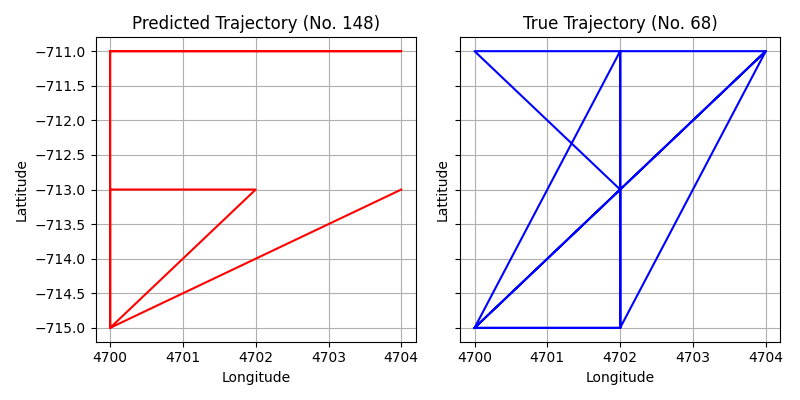 Predicted Trajectory (No. 148)
True Trajectory (No. 68)
−711.0
−711.5
−712.0
−712.5
−713.0
−713.5
−714.0
−714.5
−715.0
Lattitude
Lattitude
4700 4701 4702 4703 4704
4700 4701 4702 4703 4704
Longitude
Longitude